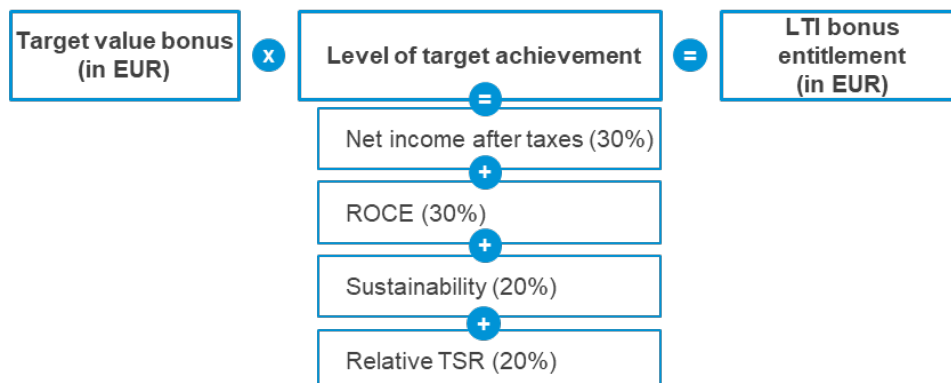 Target value bonus
(in EUR)
x
Level of target achievement
=
LTI bonus
entitlement
(in EUR)
=
Net income after taxes (30%)
+
ROCE (30%)
+
Sustainability (20%)
+
Relative TSR (20%)